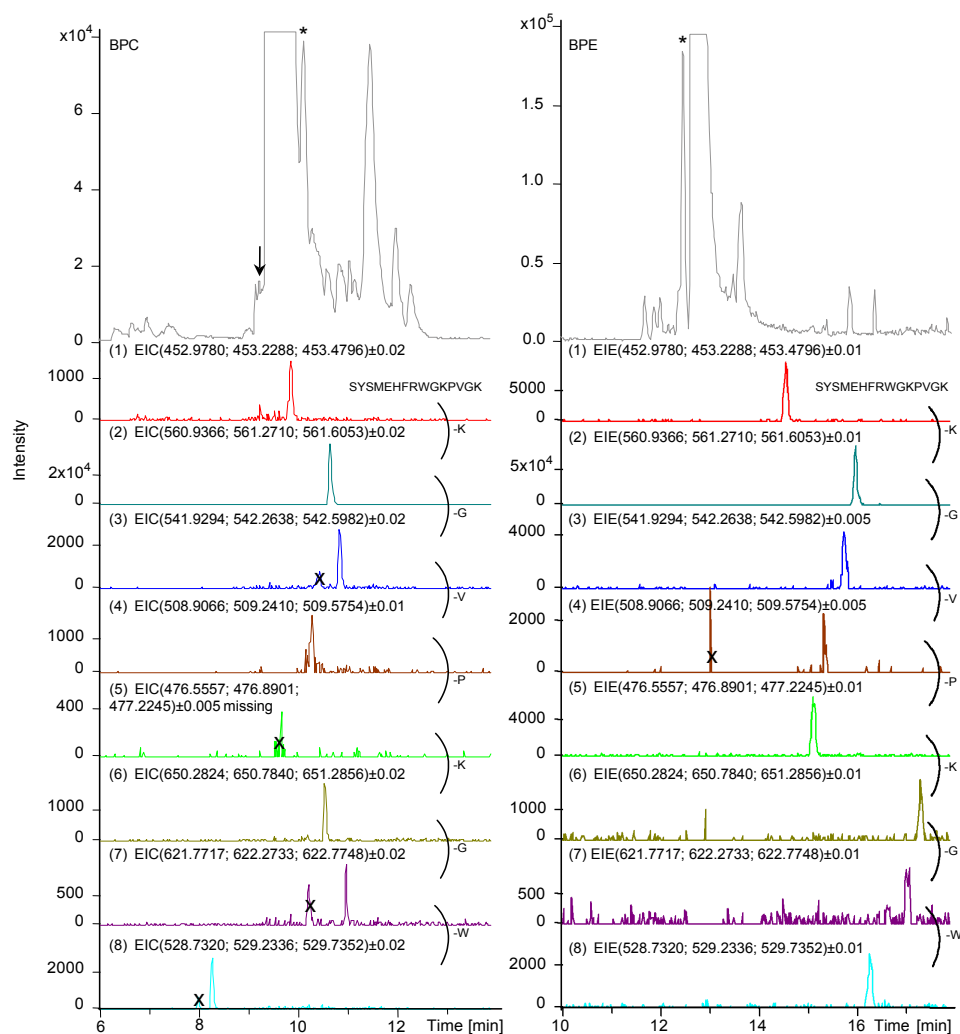 x10⁴
BPC
*
6
4
2
0
(1) EIC(452.9780; 453.2288; 453.4796)±0.02
1000
0
SYSMEHFRWGKPVGK
-K
(2) EIC(560.9366; 561.2710; 561.6053)±0.02
2x10⁴
0
-G
(3) EIC(541.9294; 542.2638; 542.5982)±0.02
2000
0
X
-V
(4) EIC(508.9066; 509.2410; 509.5754)±0.01
1000
0
-P
(5) EIC(476.5557; 476.8901;
477.2245)±0.005 missing
400
0
X
-K
(6) EIC(650.2824; 650.7840; 651.2856)±0.02
1000
0
-G
(7) EIC(621.7717; 622.2733; 622.7748)±0.02
500
0
X
-W
(8) EIC(528.7320; 529.2336; 529.7352)±0.02
2000
0
X
6 8 10 12 Time [min]
Intensity
x10⁵
BPE
*
1.5
1.0
0.5
0.0
(1) EIE(452.9780; 453.2288; 453.4796)±0.01
5000
0
SYSMEHFRWGKPVGK
-K
(2) EIE(560.9366; 561.2710; 561.6053)±0.01
5x10⁴
0
-G
(3) EIE(541.9294; 542.2638; 542.5982)±0.005
4000
0
-V
(4) EIE(508.9066; 509.2410; 509.5754)±0.005
2000
0
X
-P
(5) EIE(476.5557; 476.8901; 477.2245)±0.01
4000
0
-K
(6) EIE(650.2824; 650.7840; 651.2856)±0.01
1000
0
-G
(7) EIE(621.7717; 622.2733; 622.7748)±0.01
500
0
-W
(8) EIE(528.7320; 529.2336; 529.7352)±0.01
2000
0
10 12 14 16 Time [min]